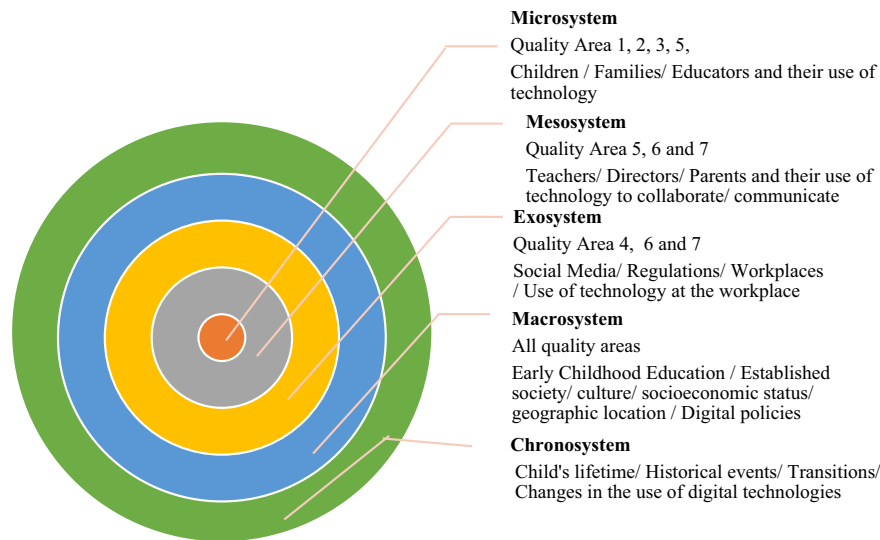 Microsystem
Quality Area 1, 2, 3, 5,
Children / Families/ Educators and their use of
technology
Mesosystem
Quality Area 5, 6 and 7
Teachers/ Directors/ Parents and their use of
technology to collaborate/ communicate
Exosystem
Quality Area 4, 6 and 7
Social Media/ Regulations/ Workplaces
/ Use of technology at the workplace
Macrosystem
All quality areas
Early Childhood Education / Established
society/ culture/ socioeconomic status/
geographic location / Digital policies
Chronosystem
Child's lifetime/ Historical events/ Transitions/
Changes in the use of digital technologies